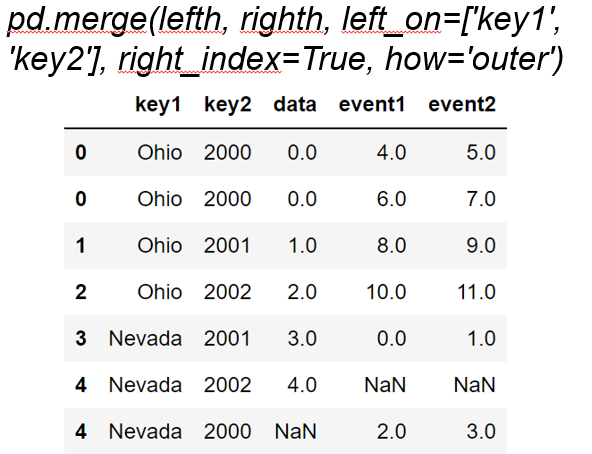 pd.merge(lefth, righth, left_on=['key1',
'key2'], right_index=True, how='outer')
key1 key2 data event1 event2
0 Ohio 2000 0.0 4.0 5.0
0 Ohio 2000 0.0 6.0 7.0
1 Ohio 2001 1.0 8.0 9.0
2 Ohio 2002 2.0 10.0 11.0
3 Nevada 2001 3.0 0.0 1.0
4 Nevada 2002 4.0 NaN NaN
4 Nevada 2000 NaN 2.0 3.0